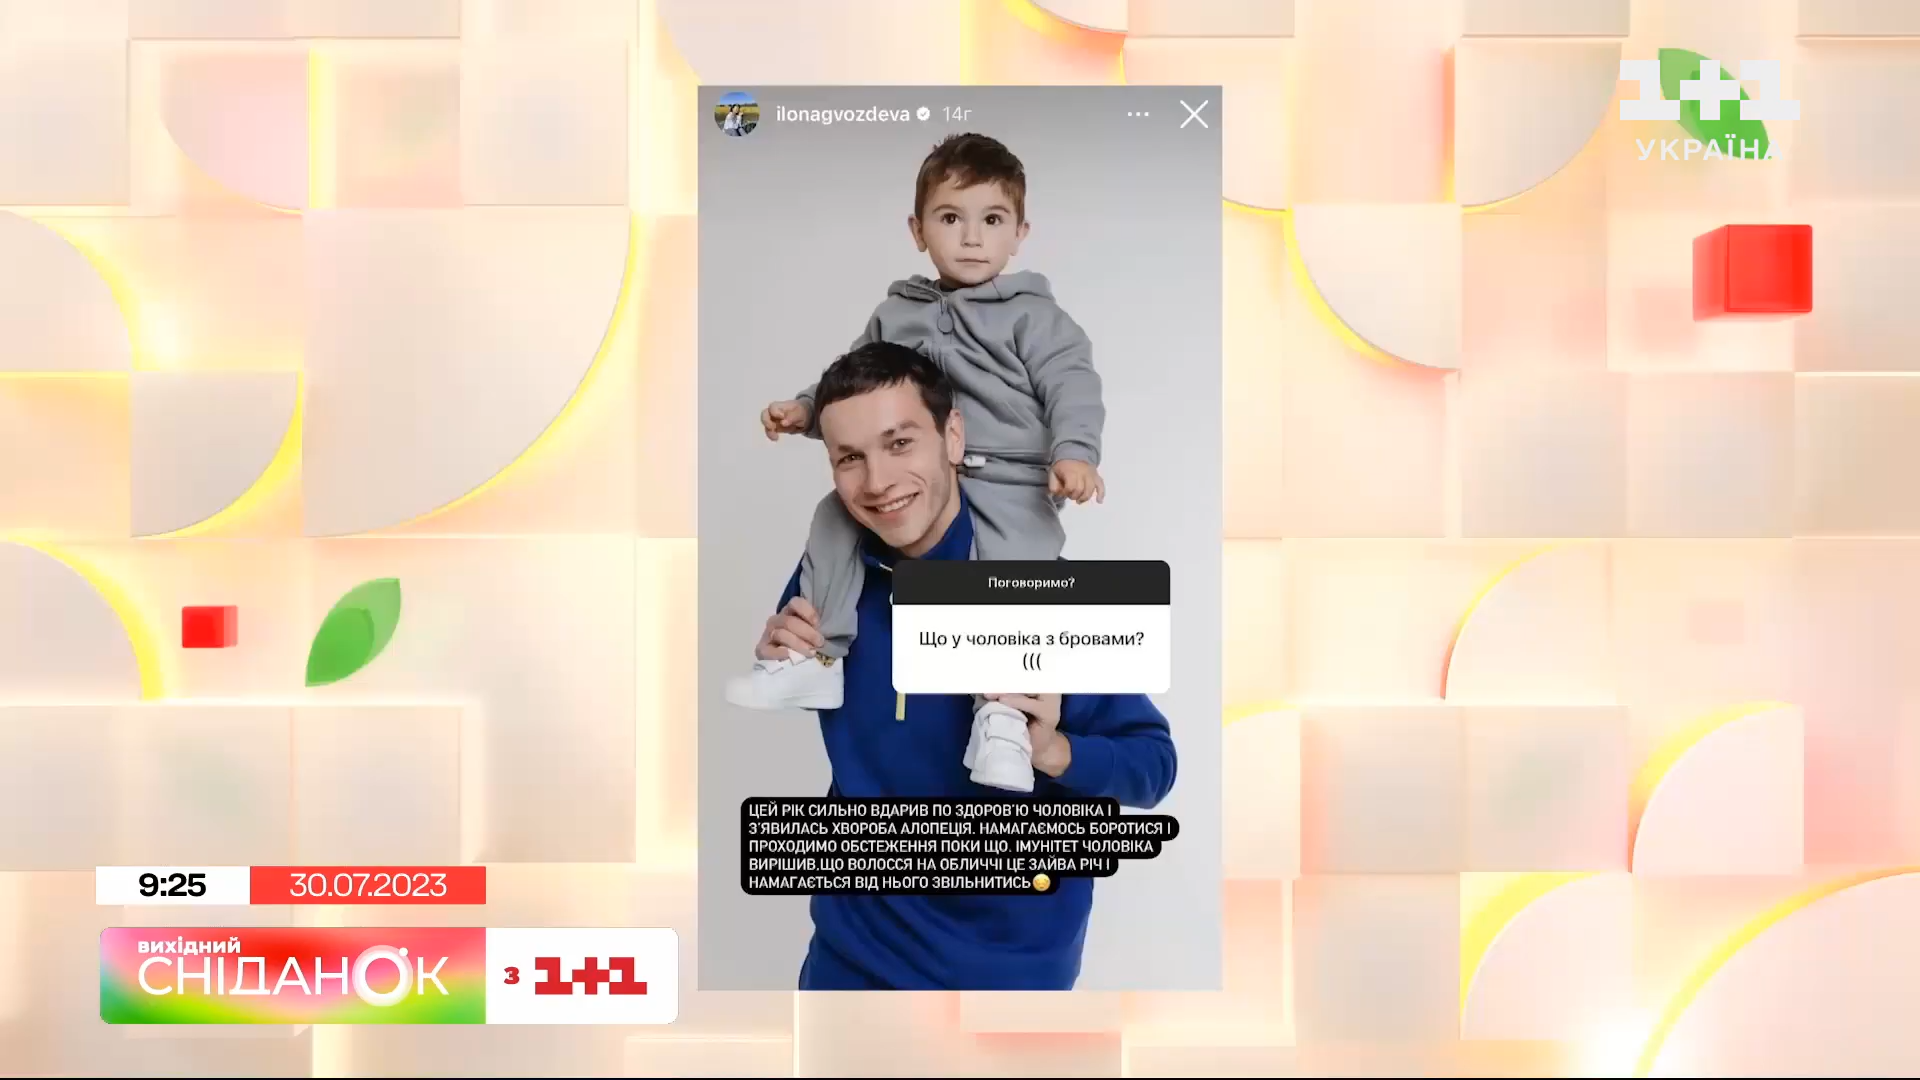 ilonagvozdeva 14г
1+1
УКРАЇНА
Поговоримо?
Що у чоловіка з бровами?
(((
ЦЕЙ РІК СИЛЬНО ВДАРИВ ПО ЗДОРОВ'Ю ЧОЛОВІКА І
З'ЯВИЛАСЬ ХВОРОБА АЛОПЕЦІЯ. НАМАГАЄМОСЬ БОРОТИСЯ І
ПРОХОДИМО ОБСТЕЖЕННЯ ПОКИ ЩО. ІМУНІТЕТ ЧОЛОВІКА
ВИРІШИВ,ЩО ВОЛОССЯ НА ОБЛИЧЧІ ЦЕ ЗАЙВА РІЧ І
НАМАГАЄТЬСЯ ВІД НЬОГО ЗВІЛЬНИТИСЬ
9:25 30.07.2023
вихідний
СНІДАНОК з 1+1